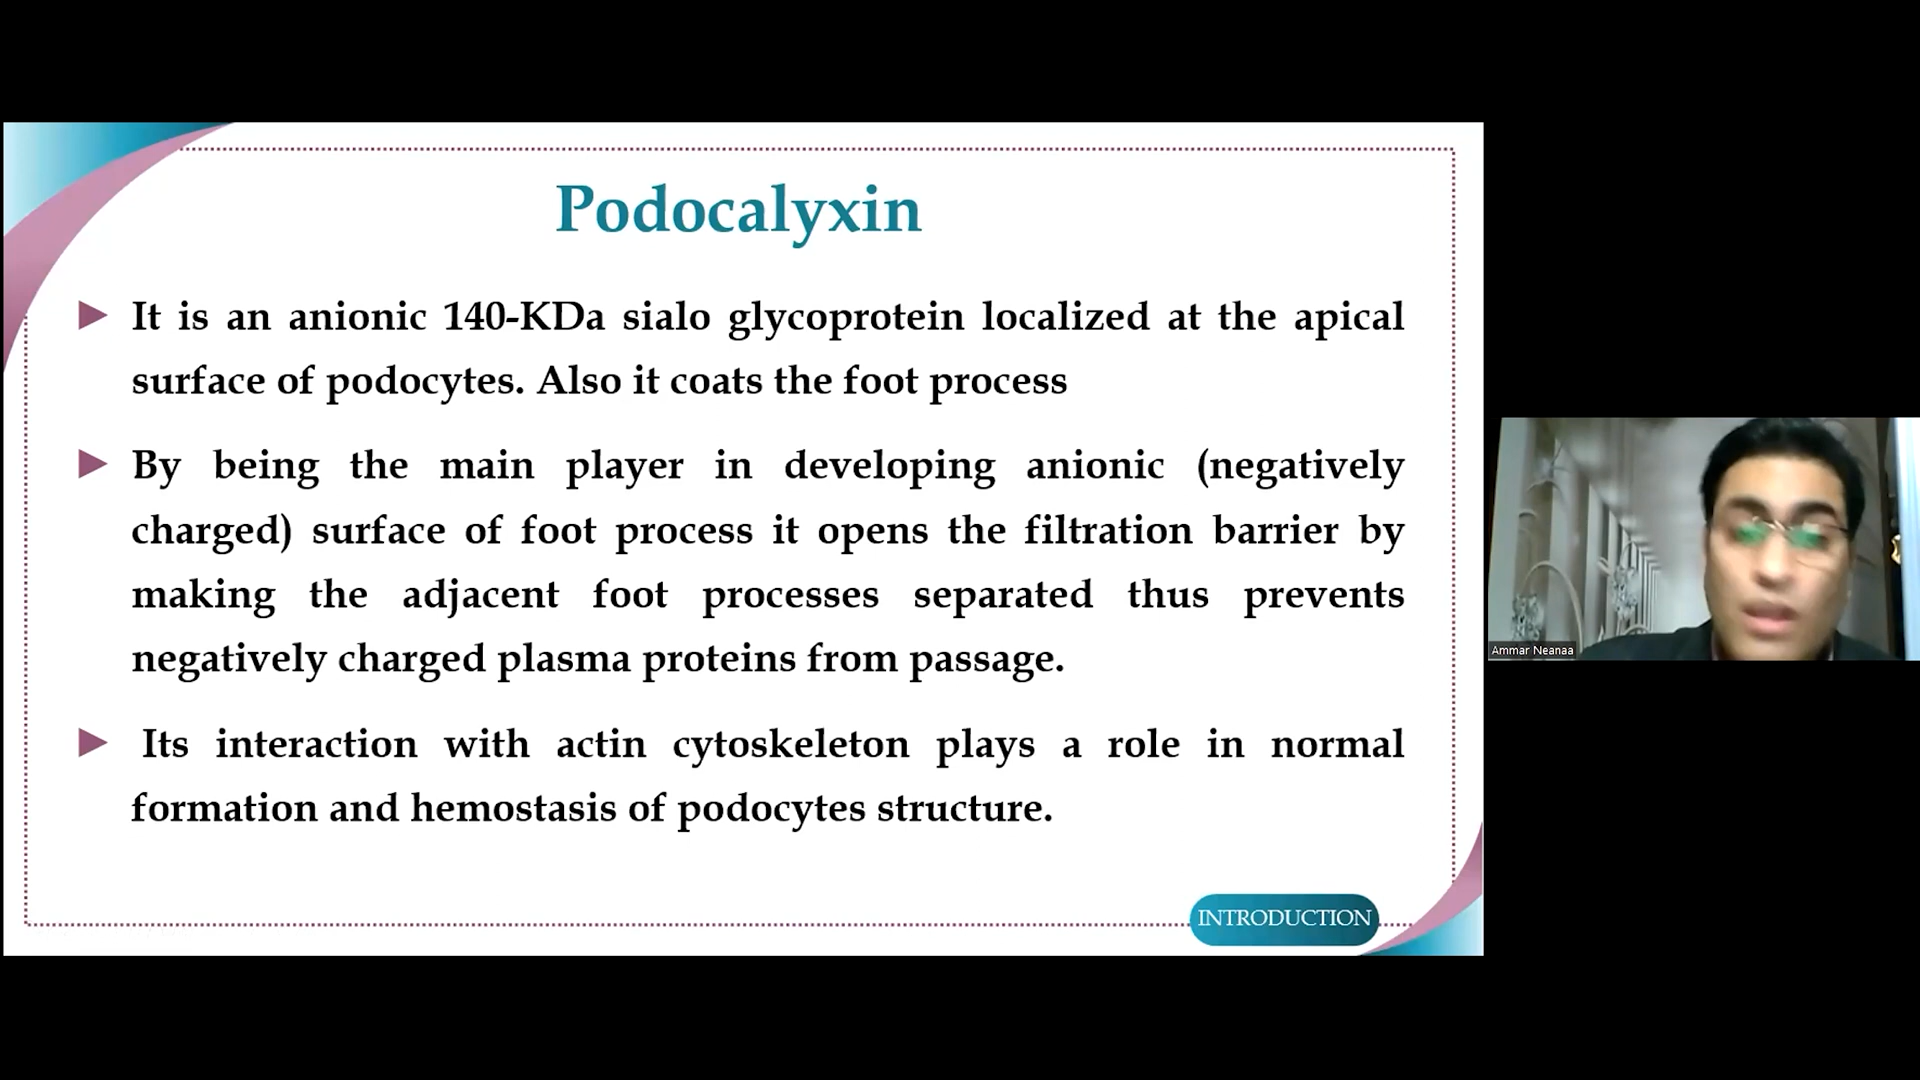 Podocalyxin
It is an anionic 140-KDa sialo glycoprotein localized at the apical
surface of podocytes. Also it coats the foot process
By being the main player in developing anionic (negatively
charged) surface of foot process it opens the filtration barrier by
making the adjacent foot processes separated thus prevents
negatively charged plasma proteins from passage.
Its interaction with actin cytoskeleton plays a role in normal
formation and hemostasis of podocytes structure.
INTRODUCTION
Ammar Neanaa